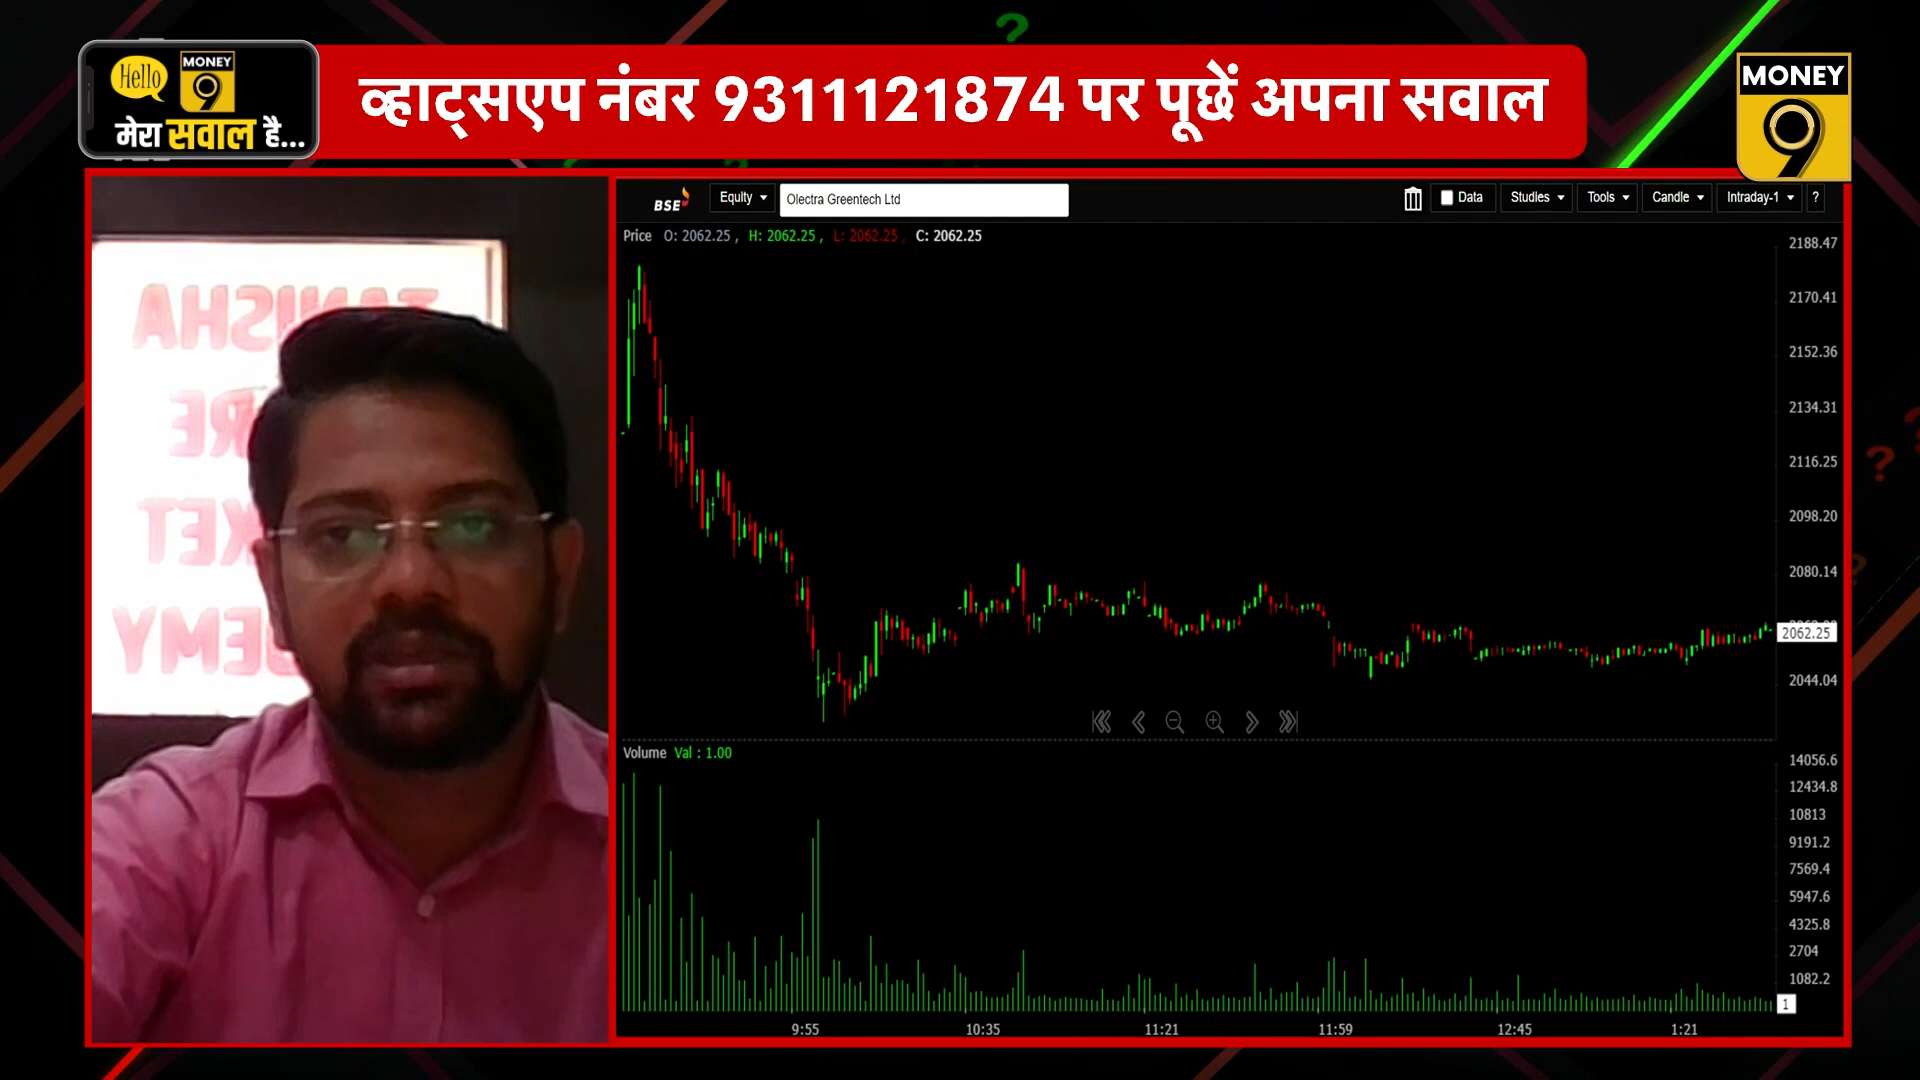 Hello
MONEY
9
मेरा सवाल है...
व्हाट्सएप नंबर 9311121874 पर पूछें अपना सवाल
MONEY
9
BSE
Equity
Olectra Greentech Ltd
Data
Studies
Tools
Candle
Intraday-1
?
Price O: 2062.25 , H: 2062.25 , L: 2062.25 , C: 2062.25
2188.47
2170.41
2152.36
2134.31
2116.25
2098.20
2080.14
2062.25
2044.04
Volume Val : 1.00
14056.6
12434.8
10813
9191.2
7569.4
5947.6
4325.8
2704
1082.2
1
9:55 10:35 11:21 11:59 12:45 1:21